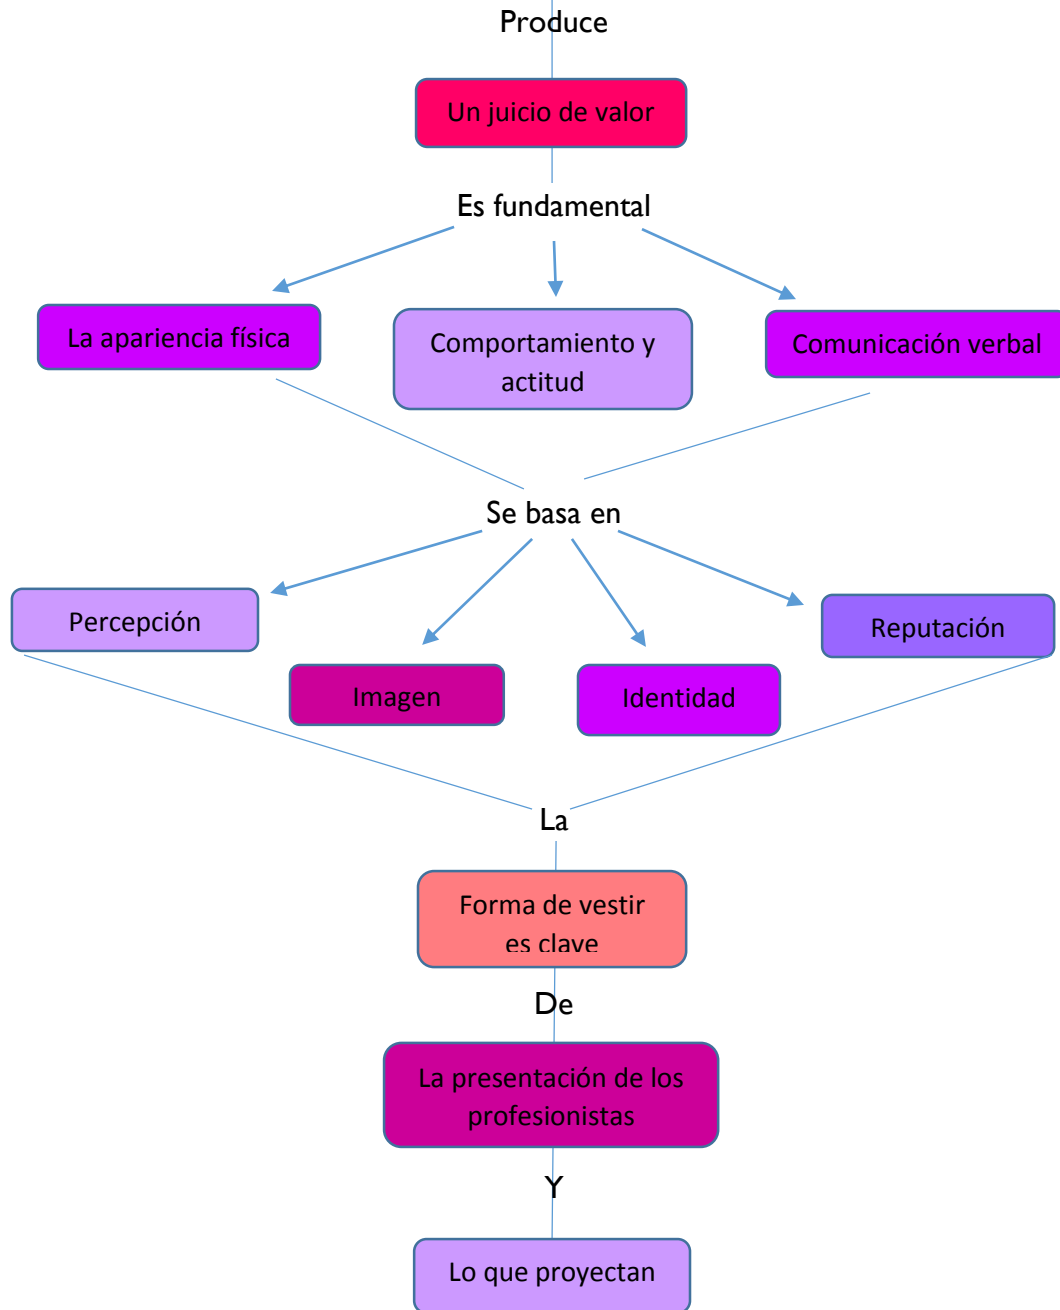 Produce
Un juicio de valor
Es fundamental
La apariencia física
Comportamiento y
actitud
Comunicación verbal
Se basa en
Percepción
Reputación
Imagen
Identidad
La
Forma de vestir
es clave
De
La presentación de los
profesionistas
Y
Lo que proyectan